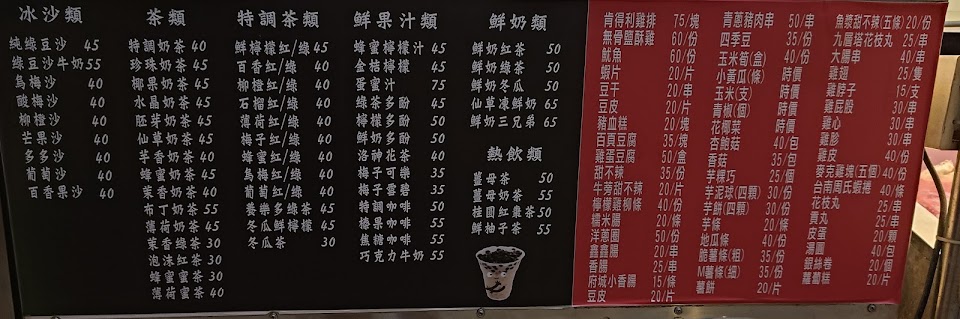 冰沙類
純綠豆沙 45
綠豆沙牛奶 55
烏梅沙 40
酸梅沙 40
柳橙沙 40
芒果沙 40
多多沙 40
葡萄沙 40
百香果沙 40
茶類
特調奶茶 40
珍珠奶茶 45
椰果奶茶 45
水晶奶茶 45
胚芽奶茶 45
仙草奶茶 45
芋香奶茶 40
蜂蜜奶茶 45
茉香奶茶 40
布丁奶茶 55
薄荷奶茶 45
茉香綠茶 30
泡沫紅茶 30
蜂蜜蜜茶 40
薄荷蜜茶 40
特調茶類
鮮檸檬紅/綠 45
百香紅/綠 40
柳橙紅/綠 40
石榴紅/綠 40
薄荷紅/綠 40
梅子紅/綠 40
蜂蜜紅/綠 40
烏梅紅/綠 40
葡萄紅/綠 40
養樂多綠茶 45
冬瓜鮮檸檬 45
冬瓜茶 30
鮮果汁類
蜂蜜檸檬汁 45
金桔檸檬 45
蛋蜜汁 75
綠茶多酚 45
檸檬多酚 50
鮮奶多酚 55
洛神花茶 40
梅子可樂 35
梅子雪碧 35
特調咖啡 50
榛果咖啡 55
焦糖咖啡 55
巧克力牛奶 55
鮮奶類
鮮奶紅茶 50
鮮奶綠茶 50
鮮奶冬瓜 50
仙草凍鮮奶 65
鮮奶三兄弟 65
熱飲類
薑母茶 50
薑母奶茶 55
桂圓紅棗茶 50
鮮柚子茶 55
肯得利雞排 75/塊
無骨鹽酥雞 60/份
魷魚 60/份
蝦片 20/片
豆干 20/串
豆皮 20/串
豬血糕 20/塊
百頁豆腐 35/塊
雞蛋豆腐 50/盒
甜不辣 35/份
牛蒡甜不辣 20/片
檸檬雞柳條 40/份
糯米腸 20/條
洋蔥圈 50/份
鑫鑫腸 20/串
香腸 25/串
府城小香腸 15/條
豆皮 20/片
青蔥豬肉串 50/串
四季豆 35/份
玉米筍(盒) 40/份
小黃瓜(條) 時價
玉米(支) 時價
青椒(個) 時價
花椰菜 時價
杏鮑菇 40/包
香菇 35/包
芋粿巧 25/個
芋泥球(四顆) 30/份
芋餅(四顆) 30/份
芋條 20/條
地瓜條 40/份
脆薯條(粗) 35/份
M薯條(細) 35/份
薯餅 20/片
魚漿甜不辣(五條) 20/份
九層塔花枝丸 25/串
大腸串 40/串
雞翅 25/隻
雞脖子 15/支
雞屁股 30/串
雞心 30/串
雞胗 30/串
雞皮 40/份
麥克雞塊(五個) 40/份
台南周氏蝦捲 40/條
花枝丸 25/串
貢丸 25/串
皮蛋 20/顆
湯圓 40/份
銀絲卷 20/個
蘿蔔糕 20/片